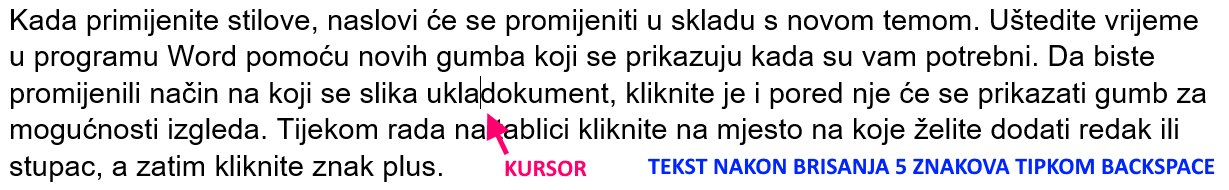 Kada primijenite stilove, naslovi će se promijeniti u skladu s novom temom. Uštedite vrijeme
u programu Word pomoću novih gumba koji se prikazuju kada su vam potrebni. Da biste
promijenili način na koji se slika ukladokument, kliknite je i pored nje će se prikazati gumb za
mogućnosti izgleda. Tijekom rada na tablici kliknite na mjesto na koje želite dodati redak ili
stupac, a zatim kliknite znak plus.
KURSOR
TEKST NAKON BRISANJA 5 ZNAKOVA TIPKOM BACKSPACE